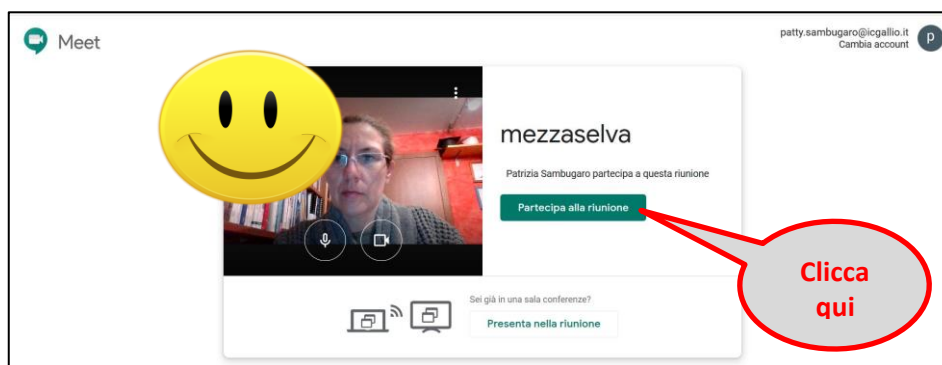 Meet
patty.sambugaro@icgallio.it
Cambia account
p
mezzaselva
Patrizia Sambugaro partecipa a questa riunione
Partecipa alla riunione
Clicca
qui
Sei già in una sala conferenze?
Presenta nella riunione